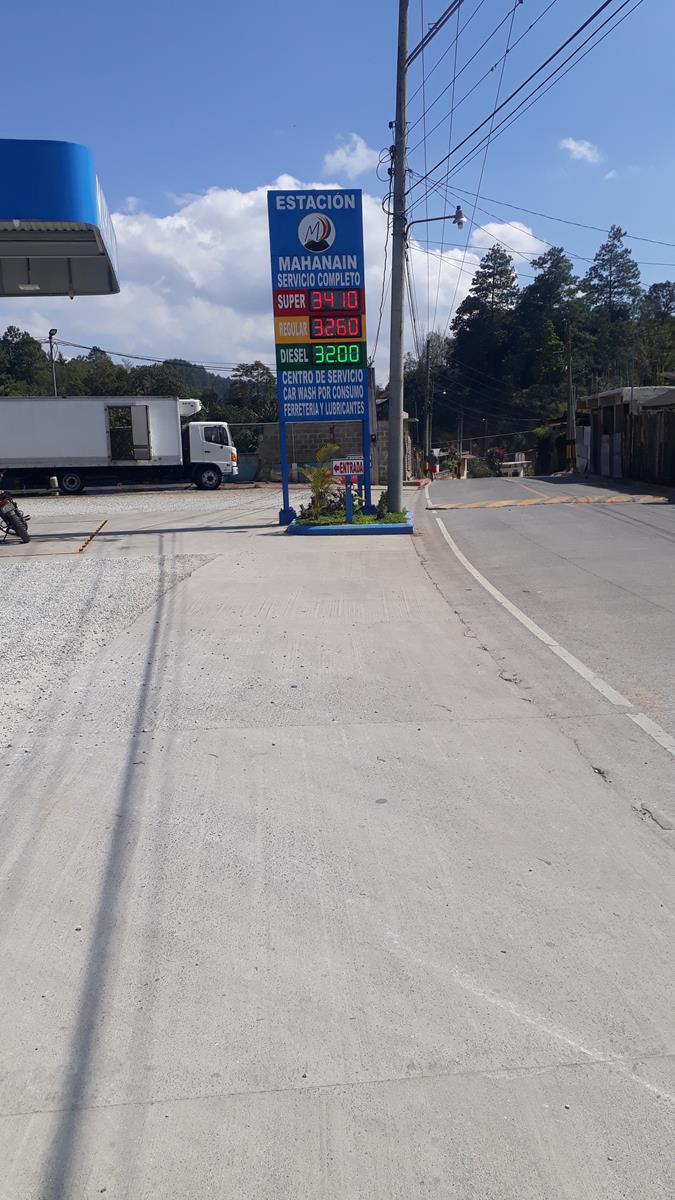 ESTACIÓN
M
MAHANAIN
SERVICIO COMPLETO
SUPER 34.10
REGULAR 32.60
DIESEL 32.00
CENTRO DE SERVICIO
CAR WASH POR CONSUMO
FERRETERIA Y LUBRICANTES
ENTRADA